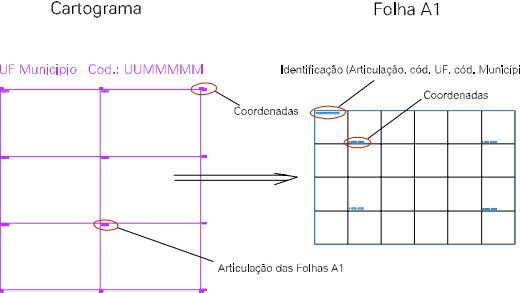 Cartograma
Folha A1
UF Município Cod.: UUMMMMM
Identificação (Articulação, cód. UF, cód. Municípi
Coordenadas
Coordenadas
Articulação das Folhas A1